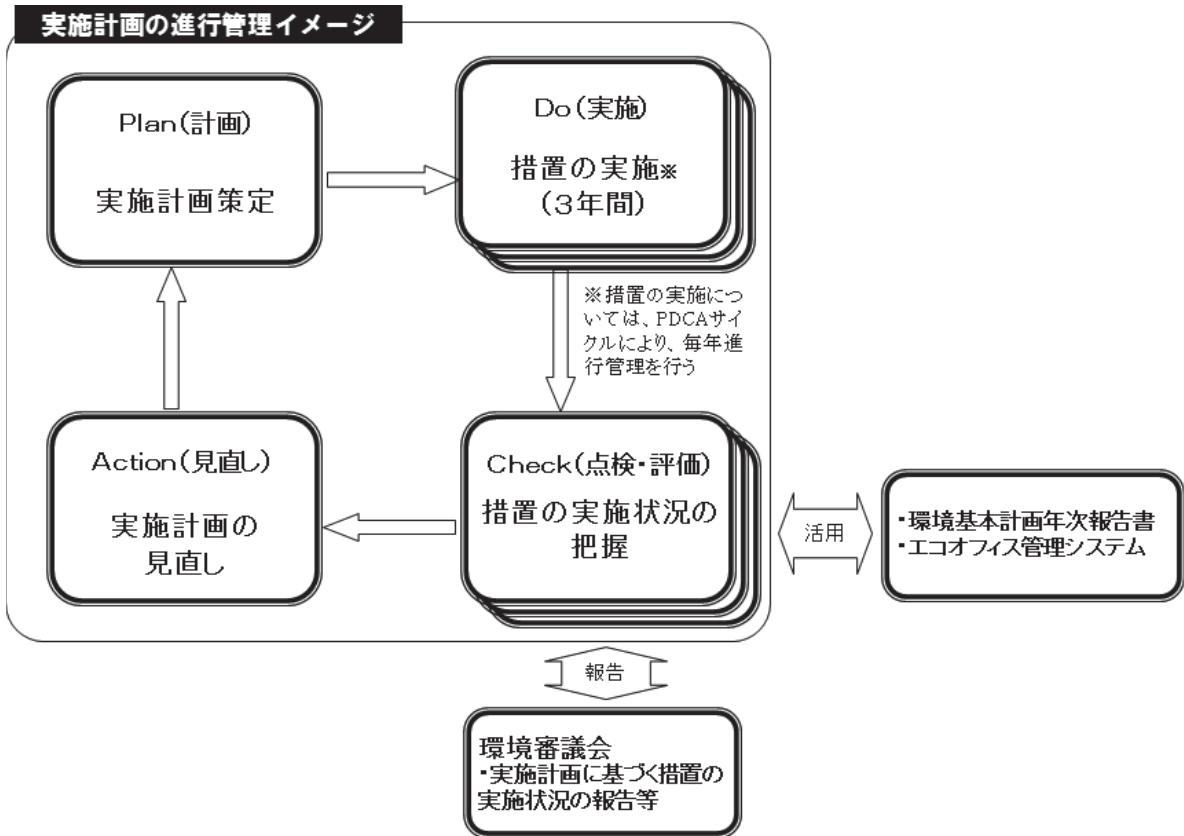 実施計画の進行管理イメージ
Plan(計画)
実施計画策定
Do(実施)
措置の実施※
(3年間)
※措置の実施につ
いては、PDCAサイ
クルにより、毎年進
行管理を行う
Action(見直し)
実施計画の
見直し
Check(点検・評価)
措置の実施状況の
把握
活用
・環境基本計画年次報告書
・エコオフィス管理システム
報告
環境審議会
・実施計画に基づく措置の
実施状況の報告等